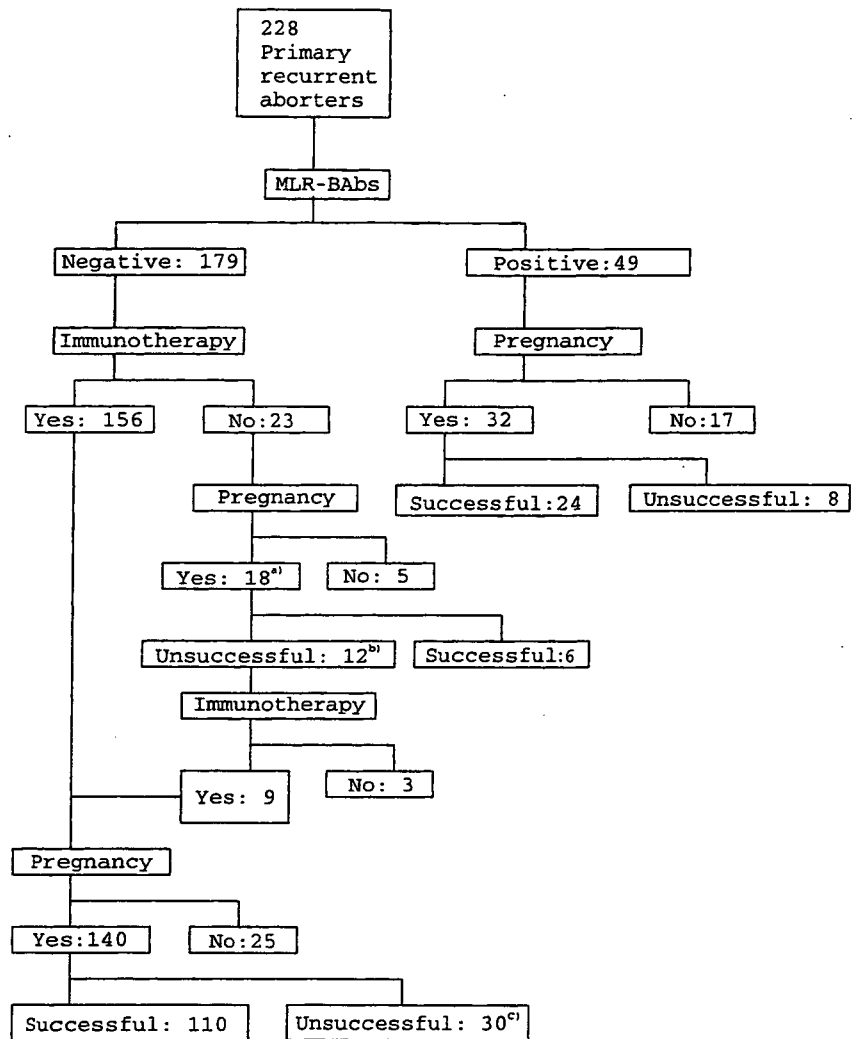 228
Primary
recurrent
aborters
MLR-BAbs
Negative: 179
Positive:49
Immunotherapy
Pregnancy
Yes: 156
No:23
Yes: 32
No:17
Pregnancy
Successful:24
Unsuccessful: 8
Yes: 18a)
No: 5
Unsuccessful: 12b)
Successful:6
Immunotherapy
Yes: 9
No: 3
Pregnancy
Yes:140
No:25
Successful: 110
Unsuccessful: 30c)